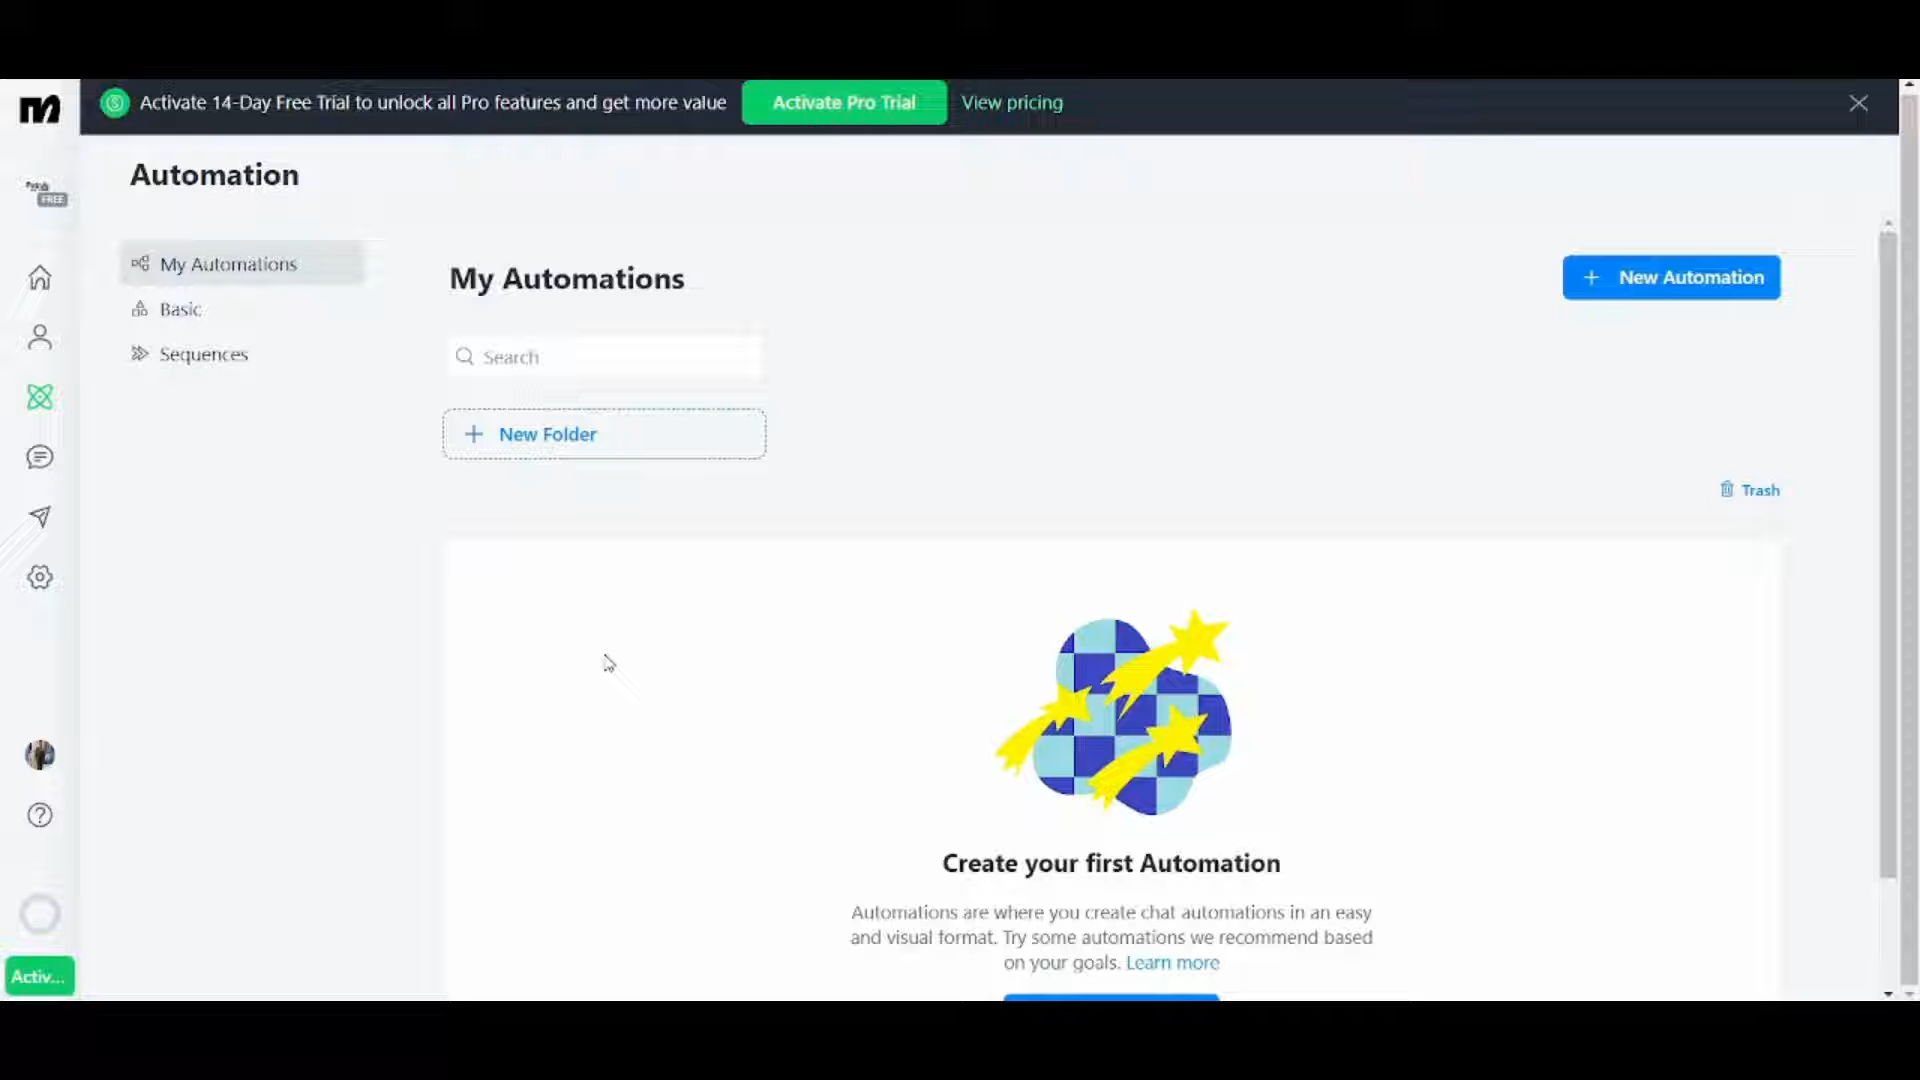 Activate 14-Day Free Trial to unlock all Pro features and get more value
Activate Pro Trial
View pricing
FREE
Automation
My Automations
Basic
Sequences
My Automations
New Automation
Search
New Folder
Trash
Create your first Automation
Automations are where you create chat automations in an easy
and visual format. Try some automations we recommend based
on your goals. Learn more
Activ...